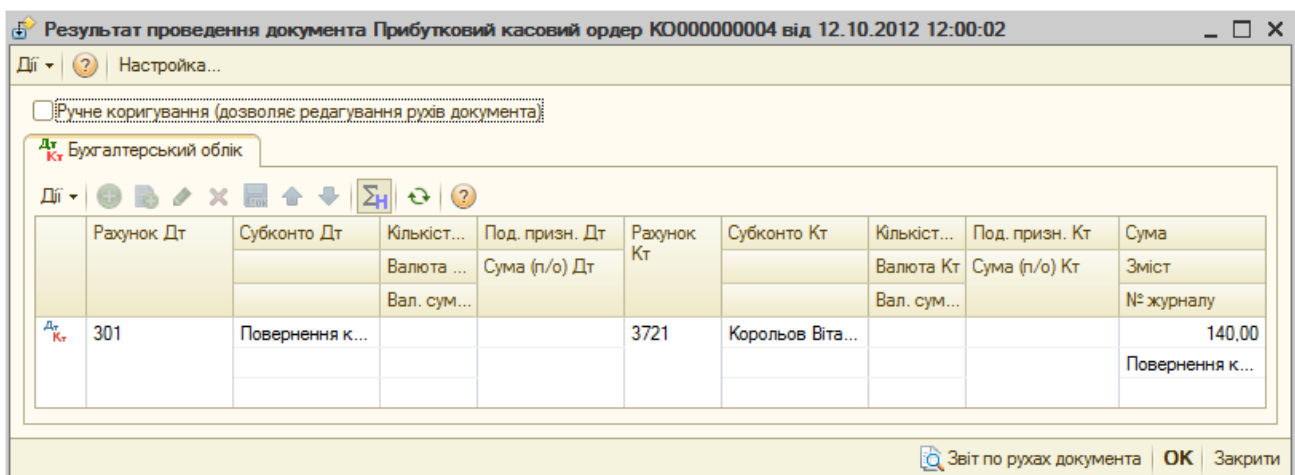 Результат проведення документа Прибутковий касовий ордер КО000000004 від 12.10.2012 12:00:02
Дії Настройка...
Ручне коригування (дозволяє редагування рухів документа)
Дт Кт Бухгалтерський облік
Дії
Рахунок Дт Субконто Дт Кількіст... Под. призн. Дт Рахунок Кт Субконто Кт Кількіст... Под. призн. Кт Сума
Валюта ... Сума (п/о) Дт Валюта Кт Сума (п/о) Кт Зміст
Вал. сум... Вал. сум... № журналу
Дт Кт 301 Повернення к... 3721 Корольов Віта... 140,00
Повернення к...
Звіт по рухах документа ОК Закрити